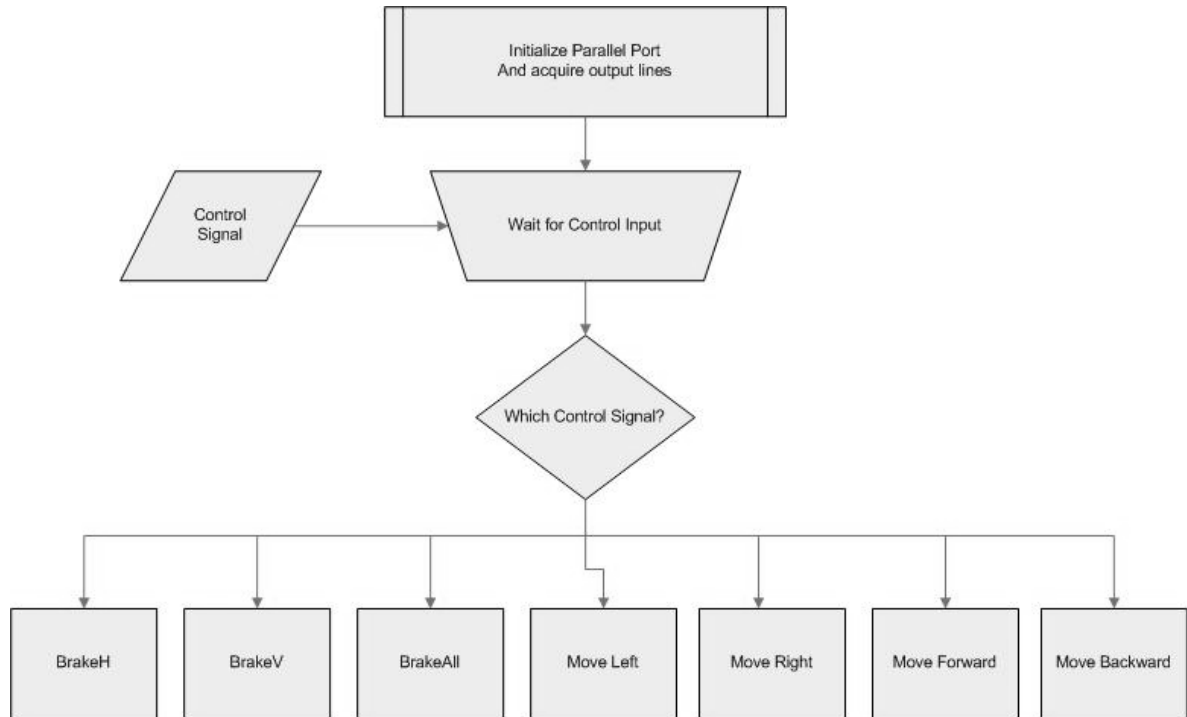 Initialize Parallel Port
And acquire output lines
Control
Signal
Wait for Control Input
Which Control Signal?
BrakeH
BrakeV
BrakeAll
Move Left
Move Right
Move Forward
Move Backward